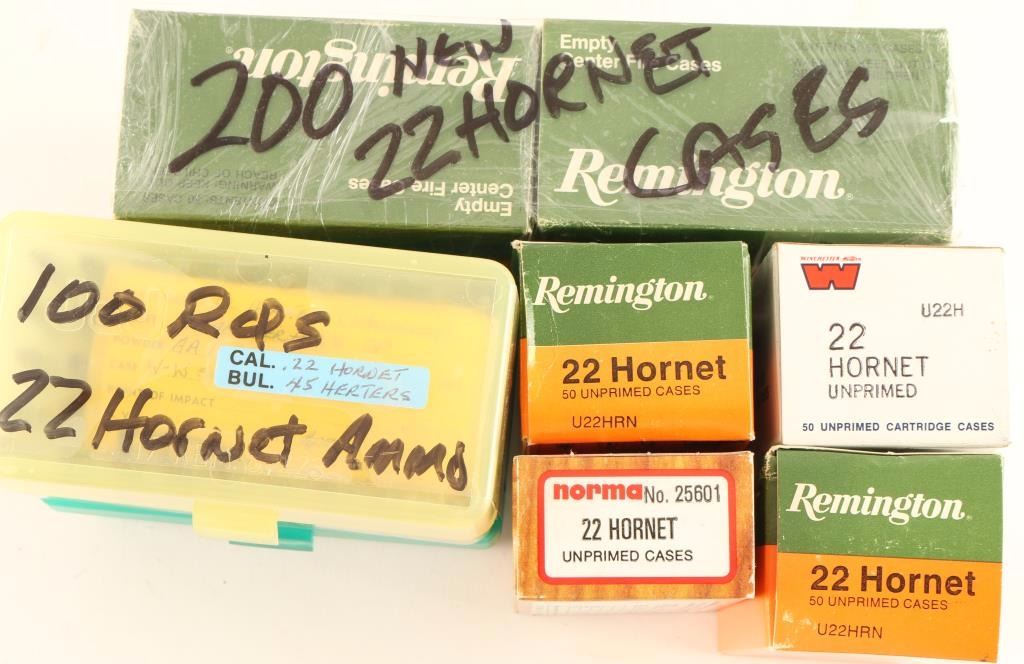 200 NEW
22 HORNET
CASES
Remington
Empty
Center Fire Cases
Empty
Center Fire Cases
Remington
100 RDS
22 Hornet Ammo
CAL. .22 HORNET
BUL. 45 HERTERS
OF IMPACT
Remington
22 Hornet
50 UNPRIMED CASES
U22HRN
W
U22H
22
HORNET
UNPRIMED
50 UNPRIMED CARTRIDGE CASES
norma No. 25601
22 HORNET
UNPRIMED CASES
Remington
22 Hornet
50 UNPRIMED CASES
U22HRN